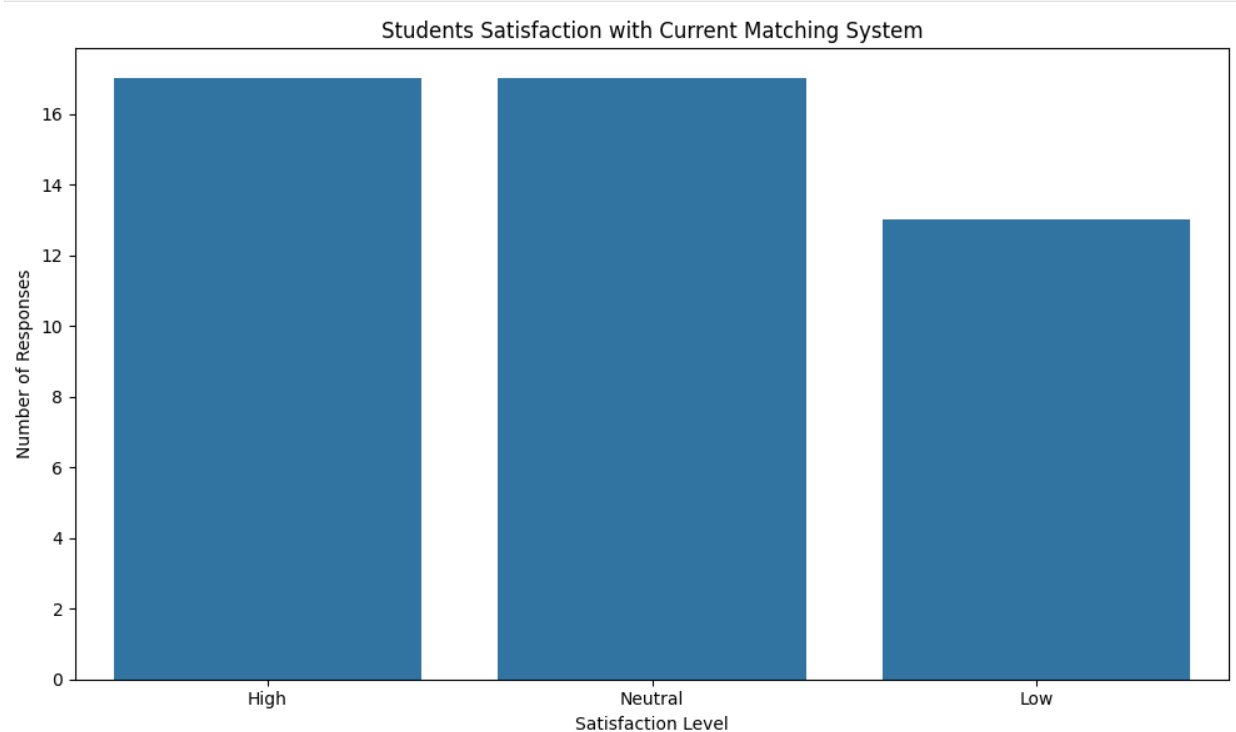 Students Satisfaction with Current Matching System
Number of Responses
16
14
12
10
8
6
4
2
0
High Neutral Low
Satisfaction Level